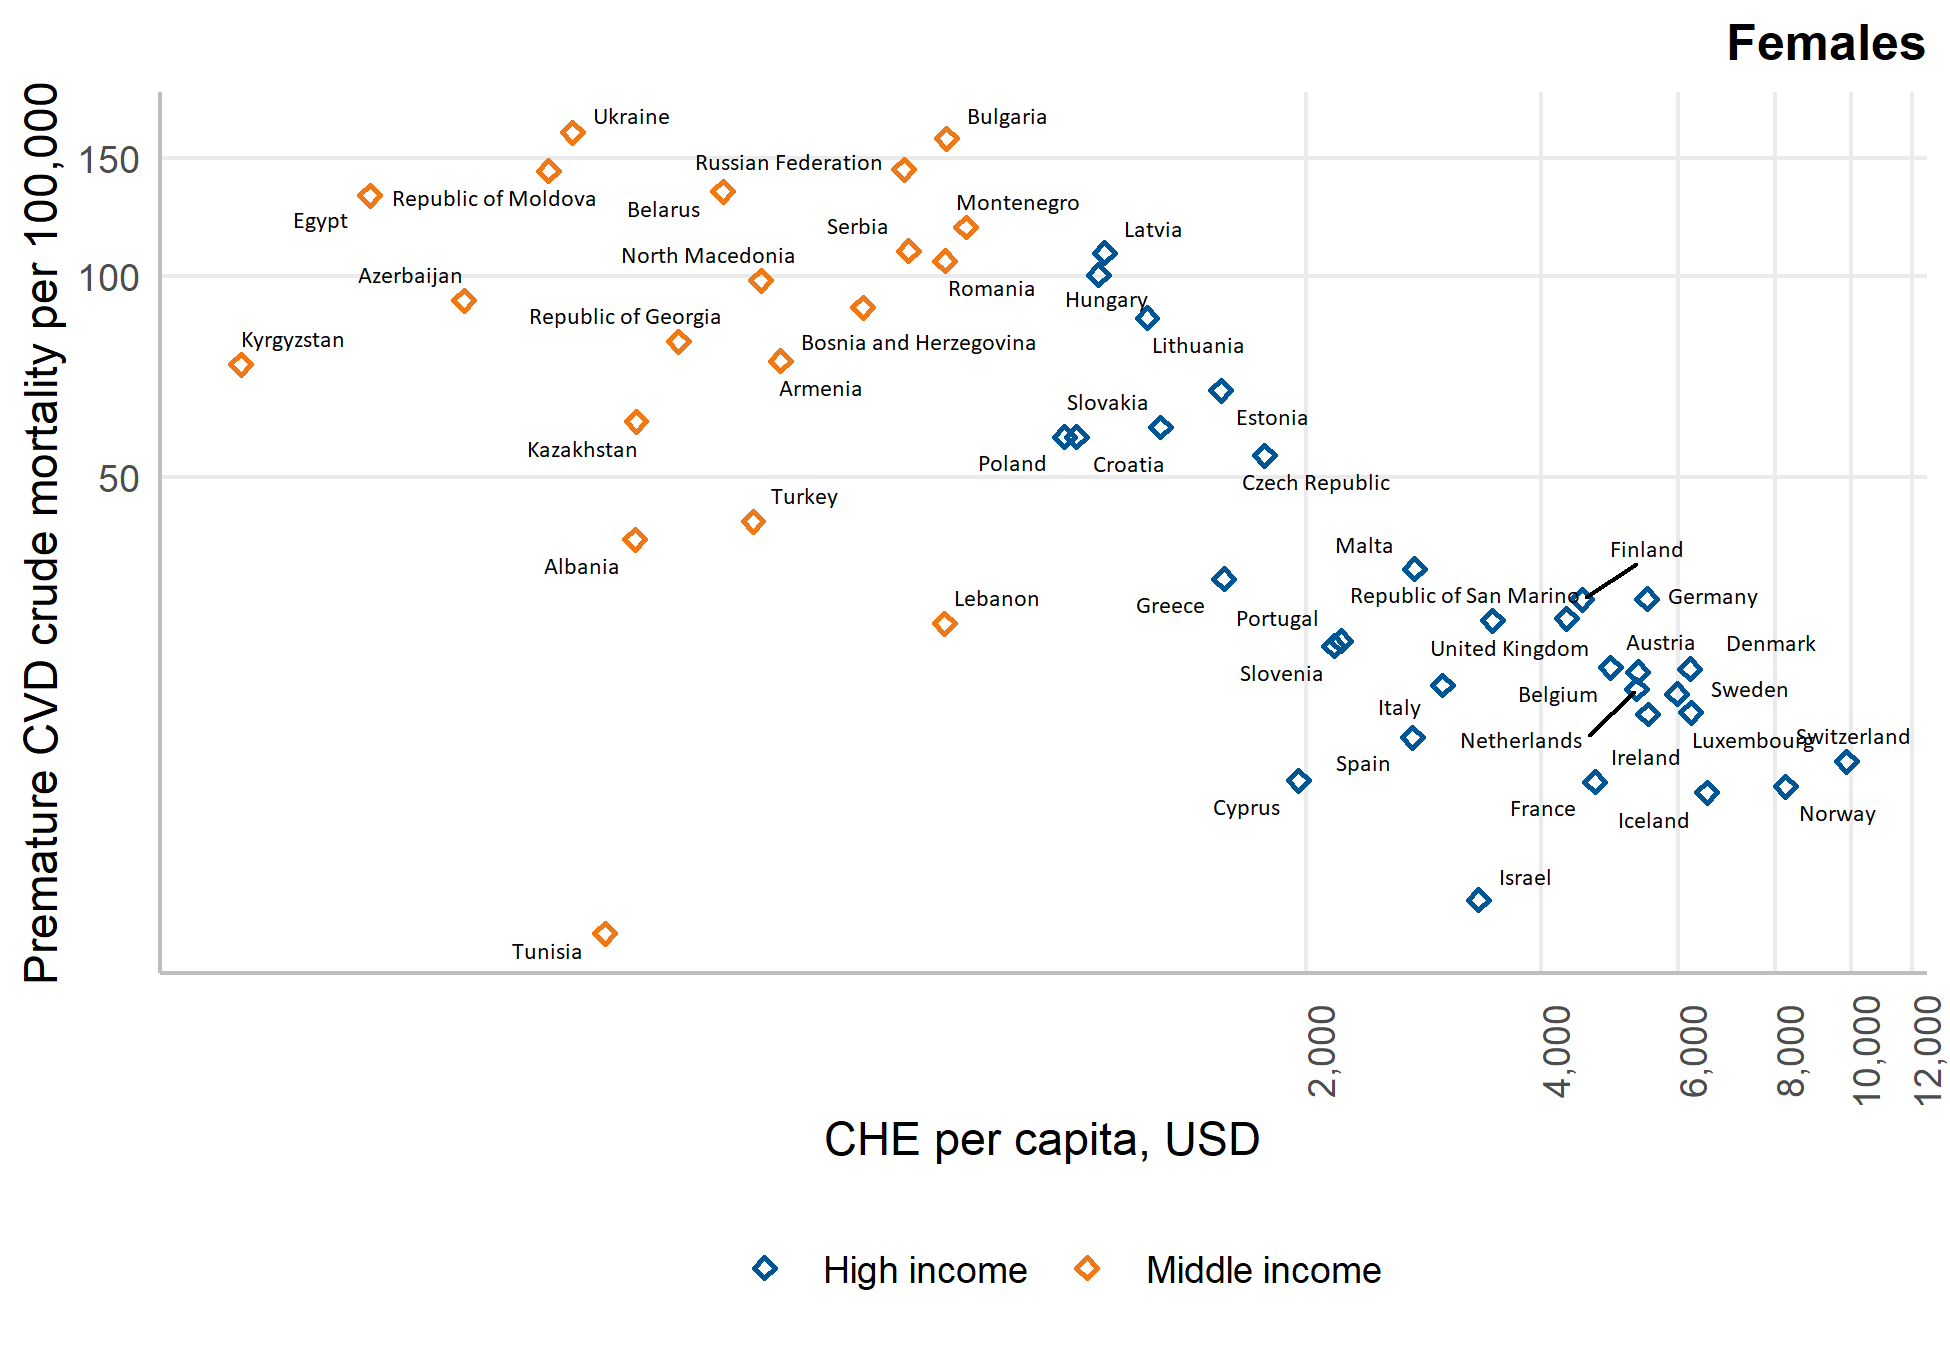 Females
Premature CVD crude mortality per 100,000
150
100
50
Ukraine
Bulgaria
Russian Federation
Republic of Moldova
Egypt
Belarus
Montenegro
Serbia
Latvia
North Macedonia
Azerbaijan
Romania
Hungary
Republic of Georgia
Kyrgyzstan
Bosnia and Herzegovina
Lithuania
Armenia
Slovakia
Estonia
Kazakhstan
Poland
Croatia
Czech Republic
Turkey
Albania
Malta
Finland
Lebanon
Greece
Republic of San Marino
Germany
Portugal
United Kingdom
Austria
Denmark
Slovenia
Belgium
Sweden
Italy
Netherlands
Luxembourg
Switzerland
Spain
Ireland
Cyprus
France
Iceland
Norway
Israel
Tunisia
2,000
4,000
6,000
8,000
10,000
12,000
CHE per capita, USD
High income
Middle income